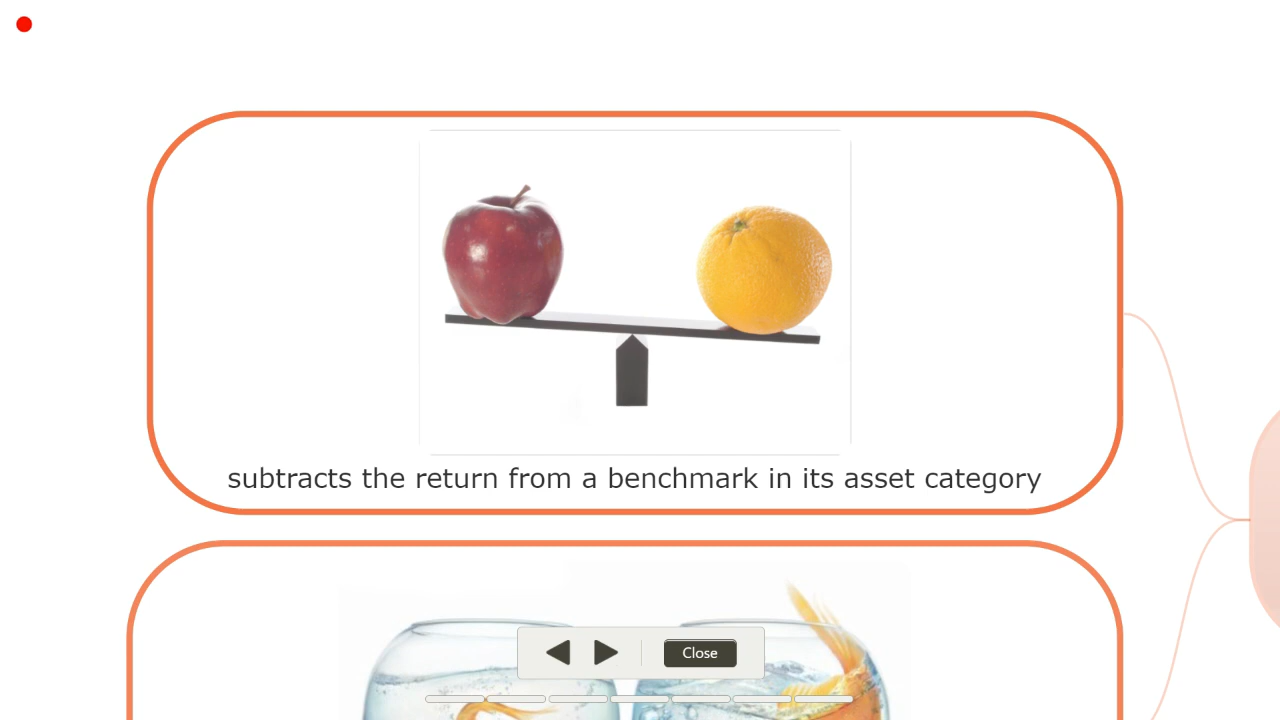 subtracts the return from a benchmark in its asset category
Close